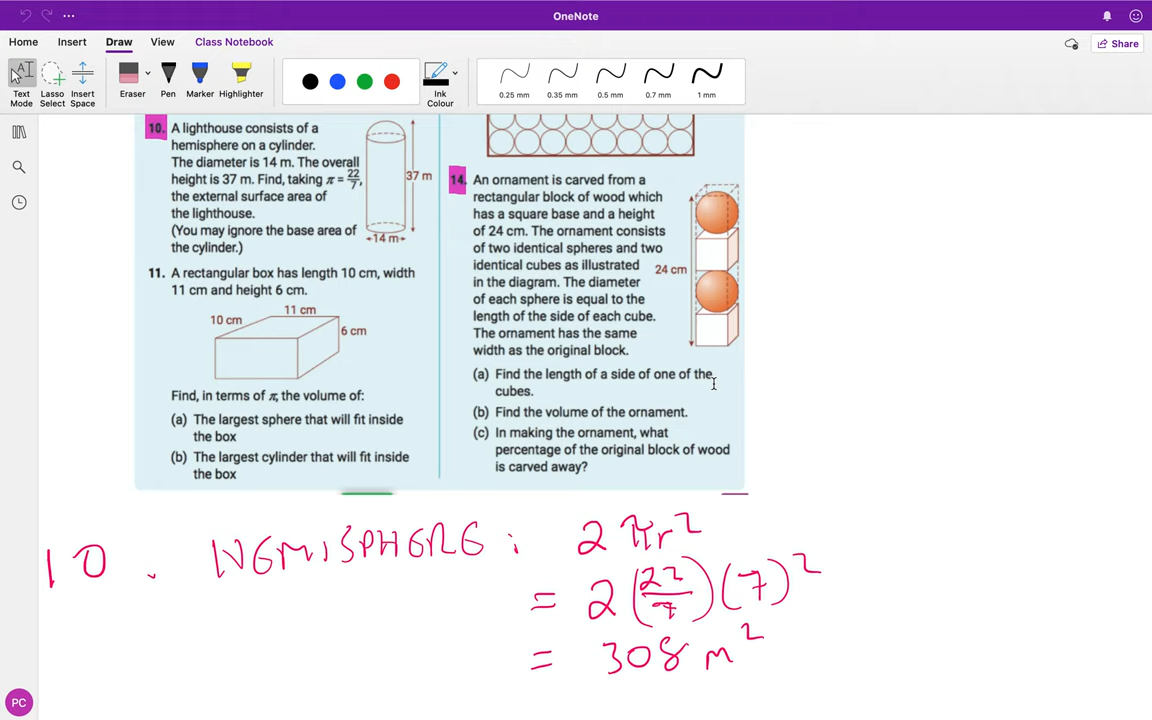 OneNote
Home Insert Draw View Class Notebook
Share
Text Mode
Lasso Select
Insert Space
Eraser
Pen
Marker
Highlighter
Ink Colour
0.25 mm
0.35 mm
0.5 mm
0.7 mm
1 mm
10. A lighthouse consists of a
hemisphere on a cylinder.
The diameter is 14 m. The overall
height is 37 m. Find, taking π = 22/7,
the external surface area of
the lighthouse.
(You may ignore the base area of
the cylinder.)
37 m
14 m
11. A rectangular box has length 10 cm, width
11 cm and height 6 cm.
11 cm
10 cm
6 cm
Find, in terms of π, the volume of:
(a) The largest sphere that will fit inside
the box
(b) The largest cylinder that will fit inside
the box
14. An ornament is carved from a
rectangular block of wood which
has a square base and a height
of 24 cm. The ornament consists
of two identical spheres and two
identical cubes as illustrated
in the diagram. The diameter
of each sphere is equal to the
length of the side of each cube.
The ornament has the same
width as the original block.
24 cm
(a) Find the length of a side of one of the
cubes.
(b) Find the volume of the ornament.
(c) In making the ornament, what
percentage of the original block of wood
is carved away?
10. HEMISPHERE: 2πr²
= 2(22/7)(7)²
= 308 m²
PC